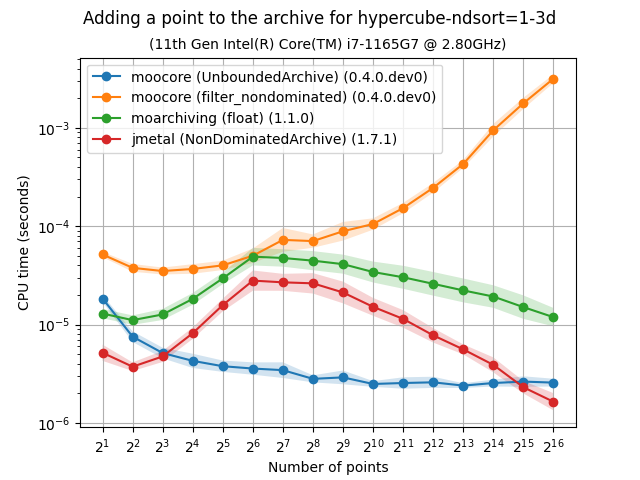 Adding a point to the archive for hypercube-ndsort=1-3d
(11th Gen Intel(R) Core(TM) i7-1165G7 @ 2.80GHz)
moocore (UnboundedArchive) (0.4.0.dev0)
moocore (filter_nondominated) (0.4.0.dev0)
moarchiving (float) (1.1.0)
jmetal (NonDominatedArchive) (1.7.1)
CPU time (seconds)
10⁻³
10⁻⁴
10⁻⁵
10⁻⁶
2¹ 2² 2³ 2⁴ 2⁵ 2⁶ 2⁷ 2⁸ 2⁹ 2¹⁰ 2¹¹ 2¹² 2¹³ 2¹⁴ 2¹⁵ 2¹⁶
Number of points